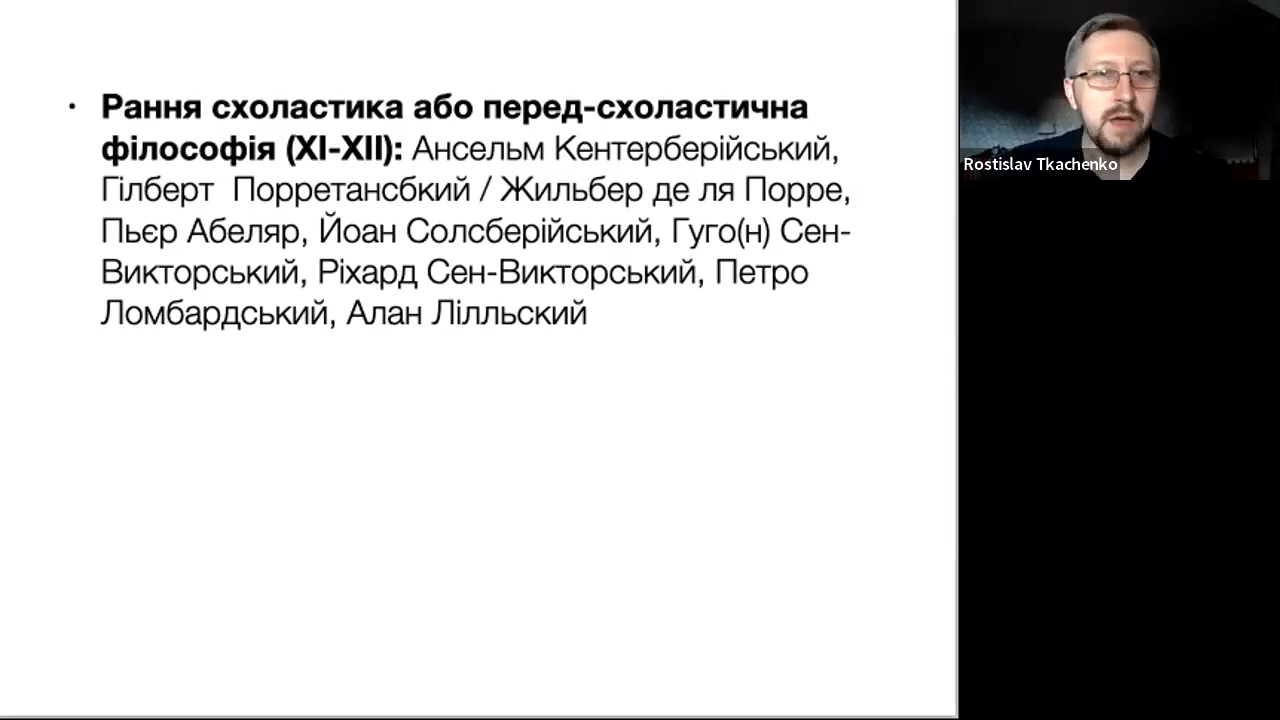 · Рання схоластика або перед-схоластична
філософія (XI-XII): Ансельм Кентерберійський,
Гілберт  Порретансбкий / Жильбер де ля Порре,
Пьєр Абеляр, Йоан Солсберійський, Гуго(н) Сен-
Викторський, Ріхард Сен-Викторський, Петро
Ломбардський, Алан Лілльский
Rostislav Tkachenko